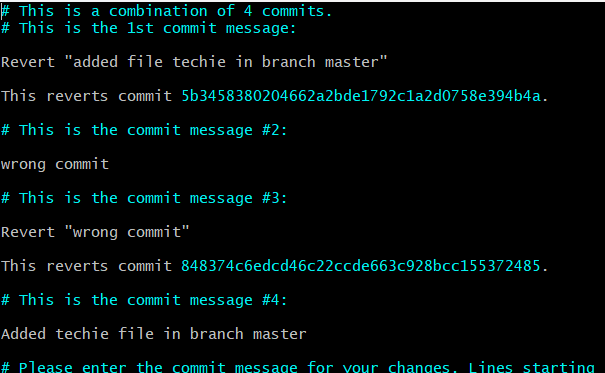 # This is a combination of 4 commits.
# This is the 1st commit message:
Revert "added file techie in branch master"
This reverts commit 5b3458380204662a2bde1792c1a2d0758e394b4a.
# This is the commit message #2:
wrong commit
# This is the commit message #3:
Revert "wrong commit"
This reverts commit 848374c6edcd46c22ccde663c928bcc155372485.
# This is the commit message #4:
Added techie file in branch master
# Please enter the commit message for your changes. Lines starting